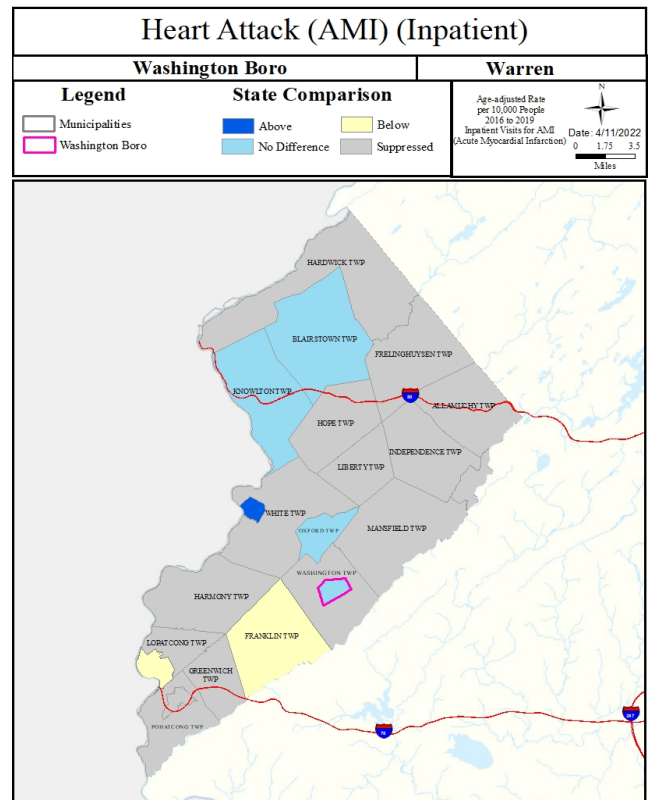 Heart Attack (AMI) (Inpatient)
Washington Boro
Warren
Legend
Municipalities
Washington Boro
State Comparison
Above
Below
No Difference
Suppressed
Age-adjusted Rate
per 10,000 People
2016 to 2019
Inpatient Visits for AMI
(Acute Myocardial Infarction)
N
Date: 4/11/2022
0 1.75 3.5
Miles
HARDWICK TWP
BLAIRSTOWN TWP
FRELINGHUYSEN TWP
KNOWLTON TWP
80
ALLAMUCHY TWP
HOPE TWP
INDEPENDENCE TWP
LIBERTY TWP
WHITE TWP
OXFORD TWP
MANSFIELD TWP
WASHINGTON TWP
HARMONY TWP
FRANKLIN TWP
LOPATCONG TWP
GREENWICH
TWP
POHATCONG TWP
78
287